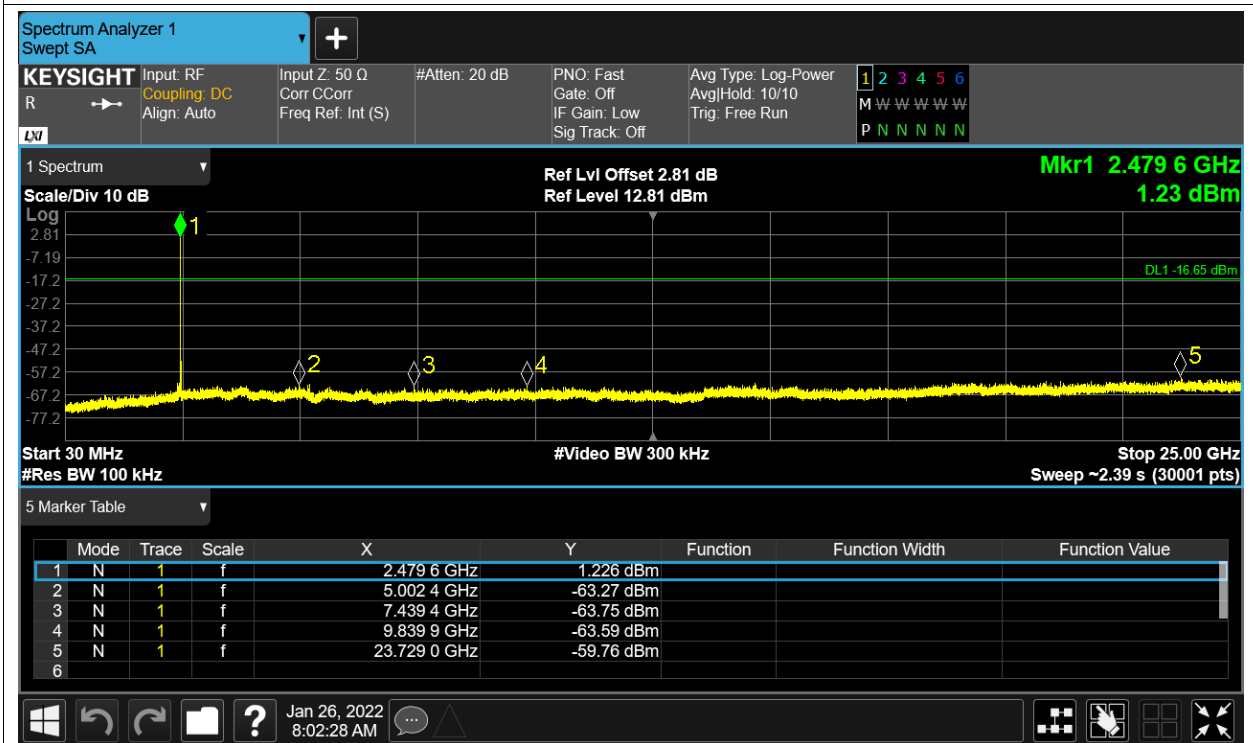 Spectrum Analyzer 1
Swept SA
KEYSIGHT
R
LXI
Input: RF
Coupling: DC
Align: Auto
Input Z: 50 Ω
Corr CCorr
Freq Ref: Int (S)
#Atten: 20 dB
PNO: Fast
Gate: Off
IF Gain: Low
Sig Track: Off
Avg Type: Log-Power
Avg|Hold: 10/10
Trig: Free Run
1 2 3 4 5 6
M W W W W W
P N N N N N
1 Spectrum
Scale/Div 10 dB
Ref Lvl Offset 2.81 dB
Ref Level 12.81 dBm
Mkr1 2.479 6 GHz
1.23 dBm
Log
2.81
-7.19
-17.2
-27.2
-37.2
-47.2
-57.2
-67.2
-77.2
1
2
3
4
5
DL1 -16.65 dBm
Start 30 MHz
#Video BW 300 kHz
Stop 25.00 GHz
#Res BW 100 kHz
Sweep ~2.39 s (30001 pts)
5 Marker Table
Mode Trace Scale X Y Function Function Width Function Value
1 N 1 f 2.479 6 GHz 1.226 dBm
2 N 1 f 5.002 4 GHz -63.27 dBm
3 N 1 f 7.439 4 GHz -63.75 dBm
4 N 1 f 9.839 9 GHz -63.59 dBm
5 N 1 f 23.729 0 GHz -59.76 dBm
6
?
Jan 26, 2022
8:02:28 AM